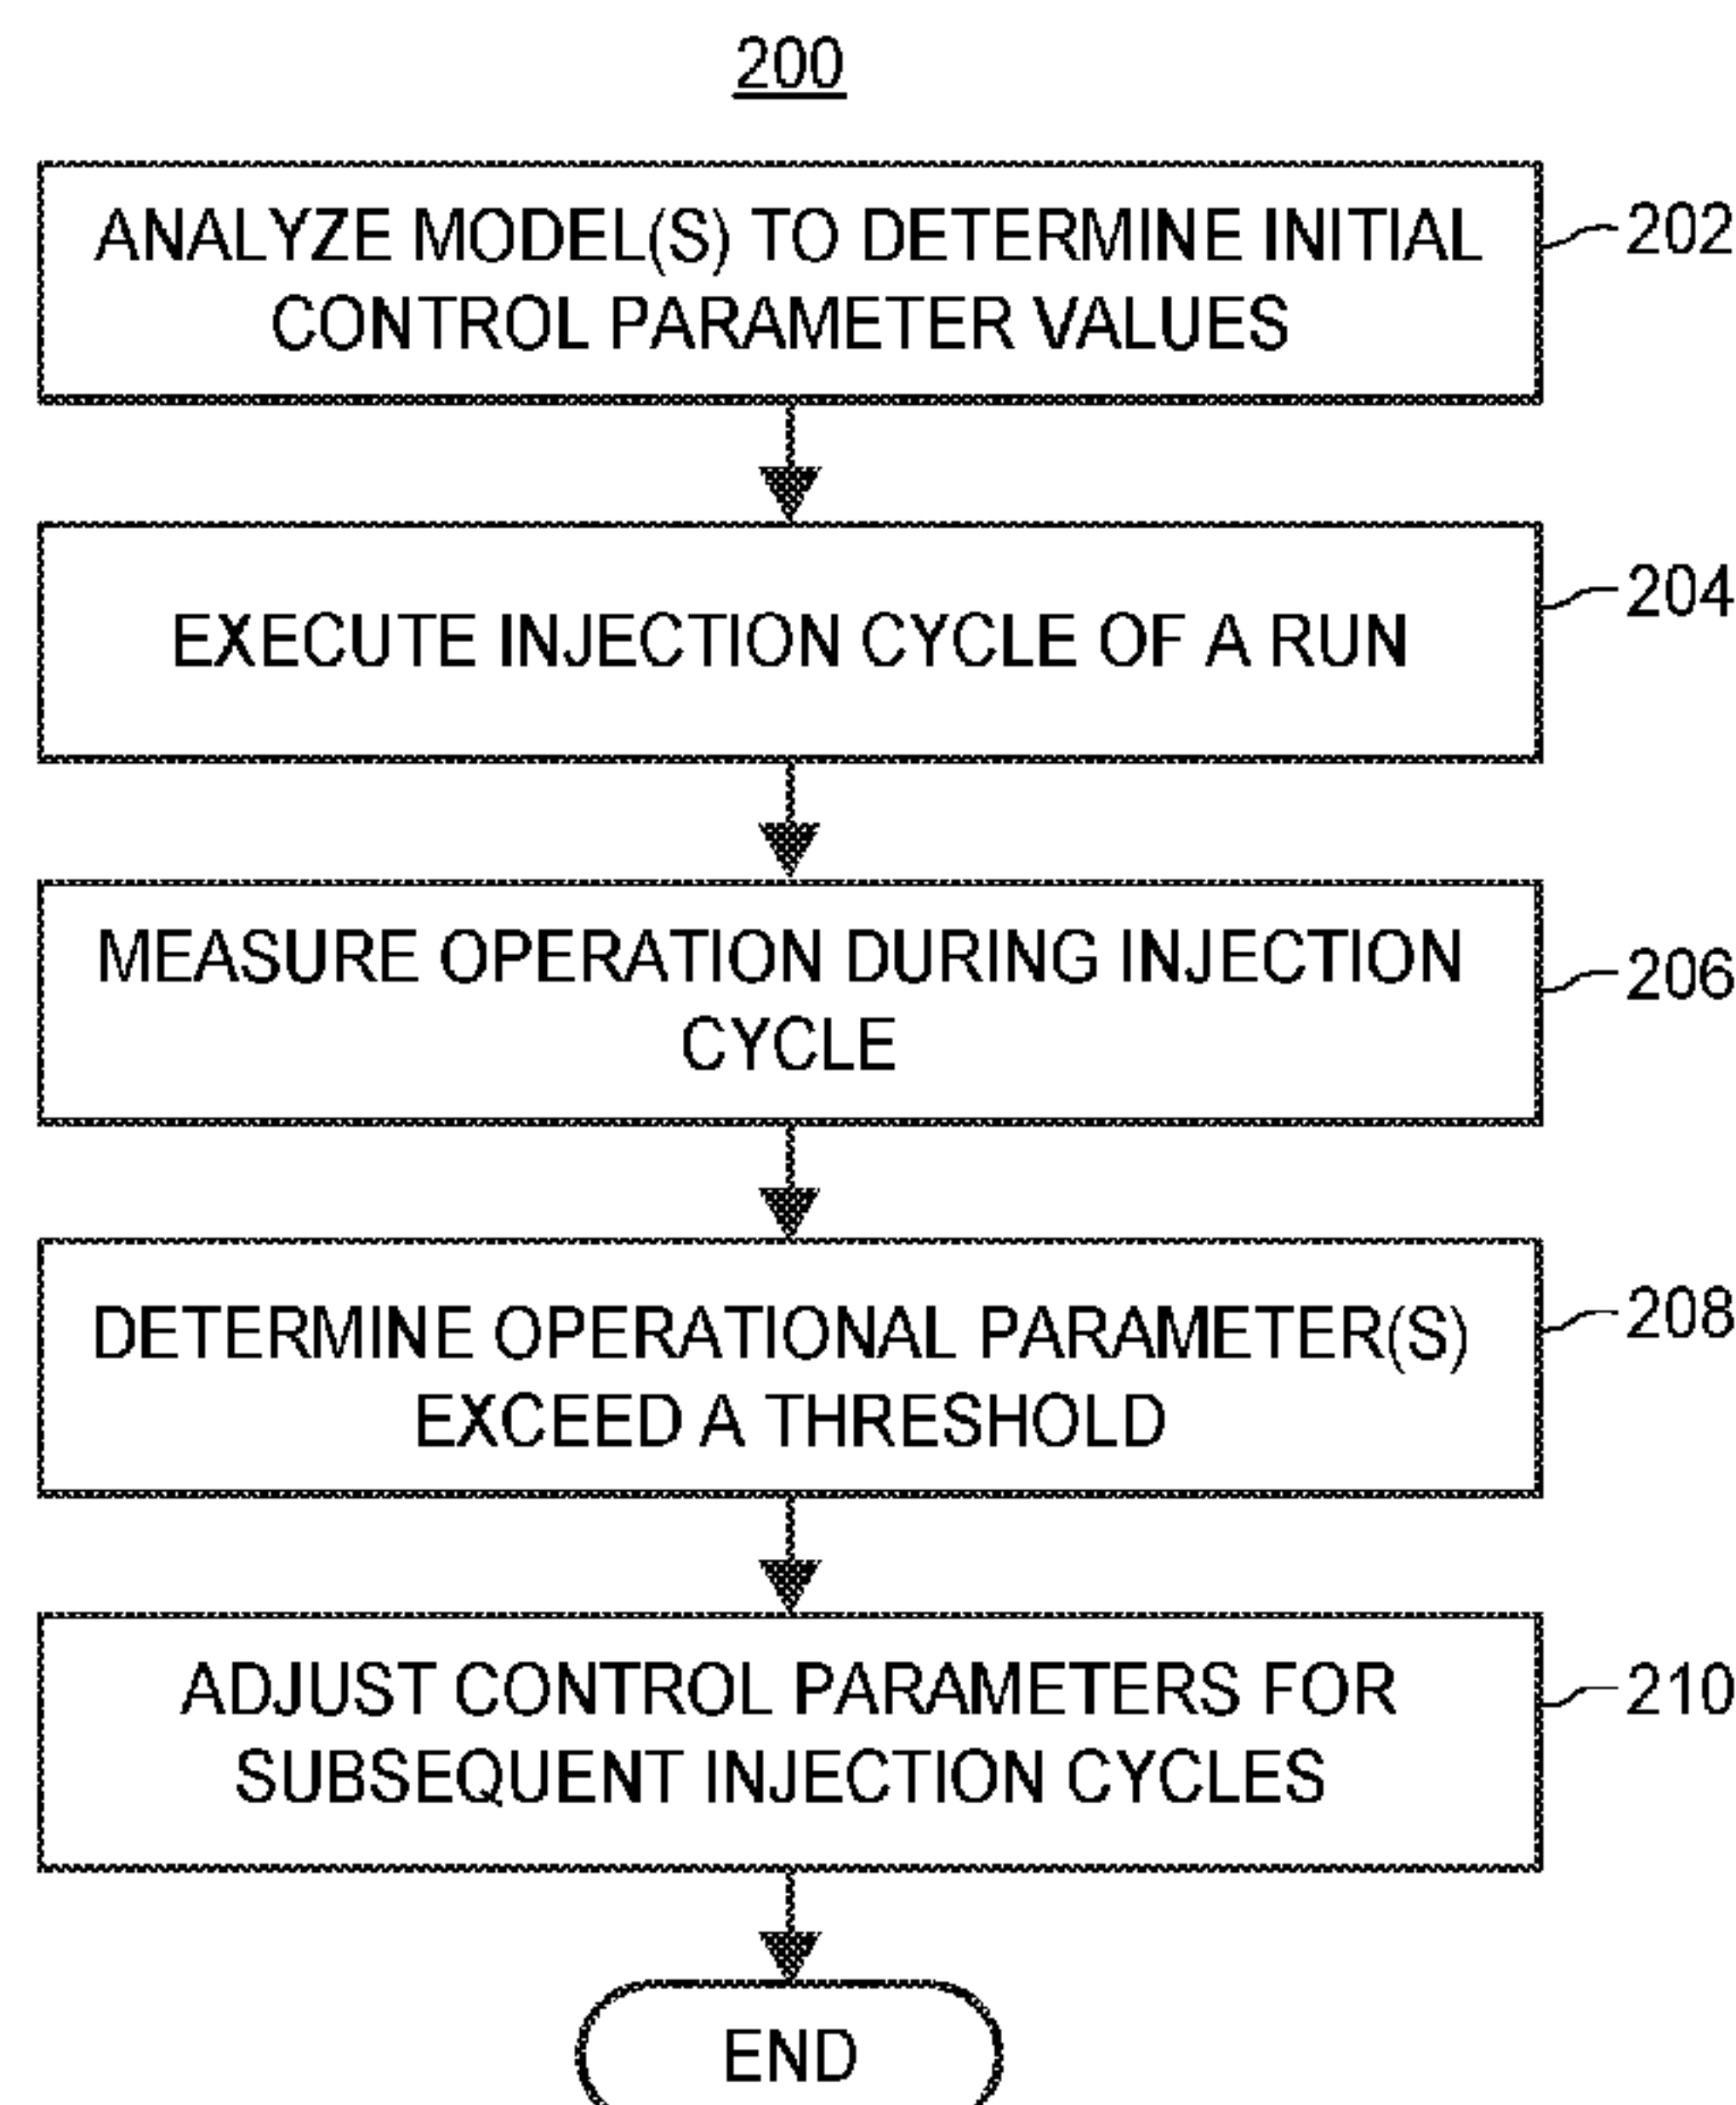 200
ANALYZE MODEL(S) TO DETERMINE INITIAL
CONTROL PARAMETER VALUES
202
EXECUTE INJECTION CYCLE OF A RUN
204
MEASURE OPERATION DURING INJECTION
CYCLE
206
DETERMINE OPERATIONAL PARAMETER(S)
EXCEED A THRESHOLD
208
ADJUST CONTROL PARAMETERS FOR
SUBSEQUENT INJECTION CYCLES
210
END